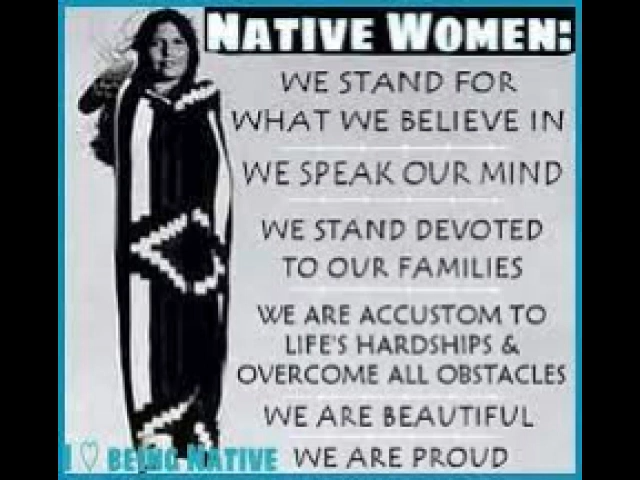 NATIVE WOMEN:
WE STAND FOR
WHAT WE BELIEVE IN
WE SPEAK OUR MIND
WE STAND DEVOTED
TO OUR FAMILIES
WE ARE ACCUSTOM TO
LIFE'S HARDSHIPS &
OVERCOME ALL OBSTACLES
WE ARE BEAUTIFUL
WE ARE PROUD
I ♡ BEING NATIVE